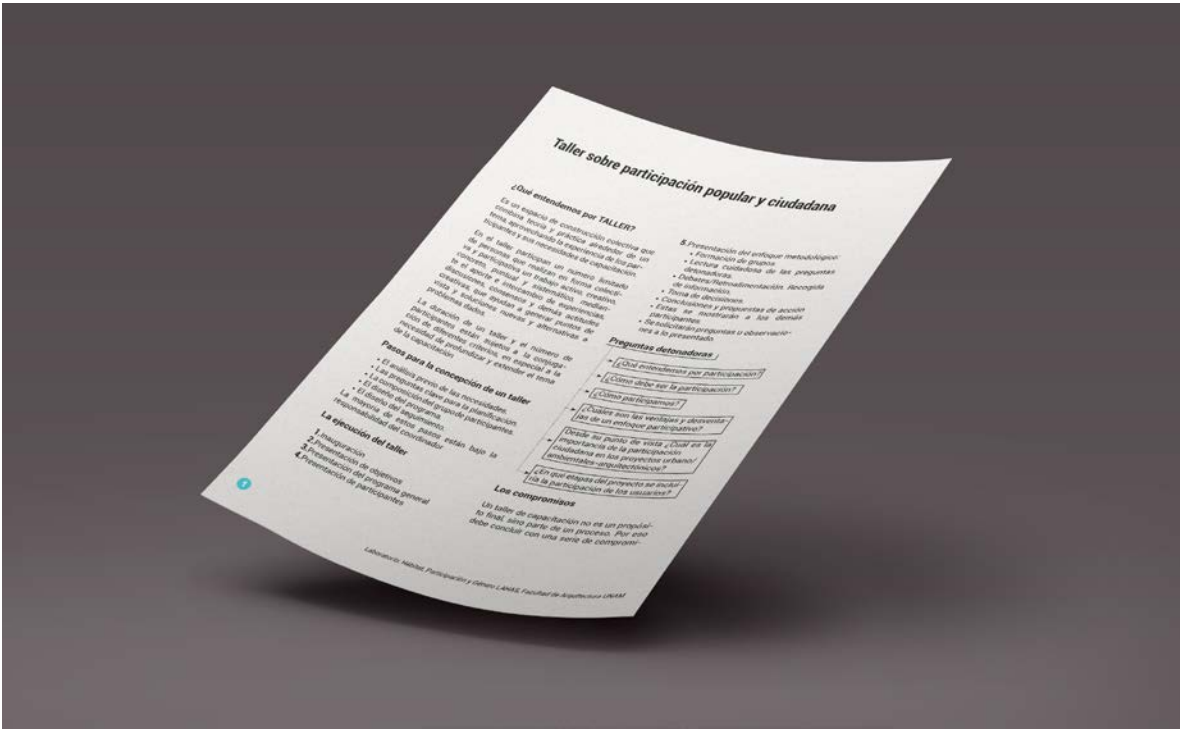 Taller sobre participación popular y ciudadana
¿Qué entendemos por TALLER?
Es un espacio de construcción colectiva que
combina teoría y práctica alrededor de un
tema, aprovechando la experiencia de los par-
ticipantes y sus necesidades de capacitación.
En el taller participan un número limitado
de personas que realizan en forma colecti-
va y participativa un trabajo activo, creativo,
concreto, puntual y sistemático, median-
te el aporte e intercambio de experiencias,
discusiones, consensos y demás actitudes
creativas, que ayudan a generar puntos de
vista y soluciones nuevas y alternativas a
problemas dados.
La duración de un taller y el número de
participantes están sujetos a la conjuga-
ción de diferentes criterios, en especial a la
necesidad de profundizar y extender el tema
de la capacitación
Pasos para la concepción de un taller
• El análisis previo de las necesidades.
• Las preguntas clave para la planificación.
• La composición del grupo de participantes.
• El diseño del programa.
• El diseño del seguimiento.
La mayoría de estos pasos están bajo la
responsabilidad del coordinador
La ejecución del taller
1.Inauguración
2.Presentación de objetivos
3.Presentación del programa general
4.Presentación de participantes
5.Presentación del enfoque metodológico:
• Formación de grupos.
• Lectura cuidadosa de las preguntas
detonadoras.
• Debates/Retroalimentación. Recogida
de información.
• Toma de decisiones.
• Conclusiones y propuestas de acción
• Estas se mostrarán a los demás
participantes.
• Se solicitarán preguntas u observacio-
nes a lo presentado.
Preguntas detonadoras
¿Qué entendemos por participación?
¿Cómo debe ser la participación?
¿Cómo participamos?
¿Cuáles son las ventajas y desventa-
jas de un enfoque participativo?
Desde su punto de vista ¿Cuál es la
importancia de la participación
ciudadana en los proyectos urbano/
ambientales-arquitectónicos?
¿En qué etapas del proyecto se inclui-
ría la participación de los usuarios?
Los compromisos
Un taller de capacitación no es un propósi-
to final, sino parte de un proceso. Por eso
debe concluir con una serie de compromi-
1
Laboratorio: Hábitat, Participación y Género LAHAS, Facultad de Arquitectura UNAM